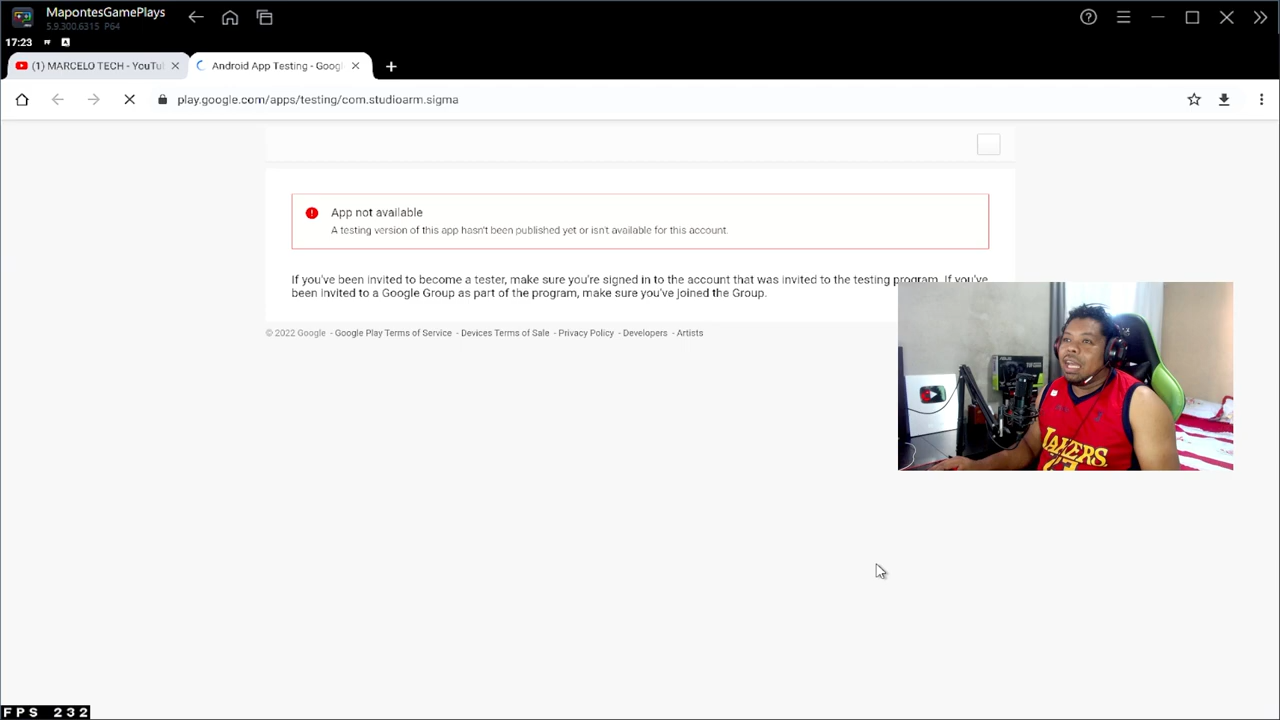 MapontesGamePlays
5.9.300.6315 P64
17:23
(1) MARCELO TECH - YouTu
Android App Testing - Googl
play.google.com/apps/testing/com.studioarm.sigma
App not available
A testing version of this app hasn't been published yet or isn't available for this account.
If you've been invited to become a tester, make sure you're signed in to the account that was invited to the testing program. If you've
been invited to a Google Group as part of the program, make sure you've joined the Group.
© 2022 Google - Google Play Terms of Service - Devices Terms of Sale - Privacy Policy - Developers - Artists
LAKERS
FPS 232